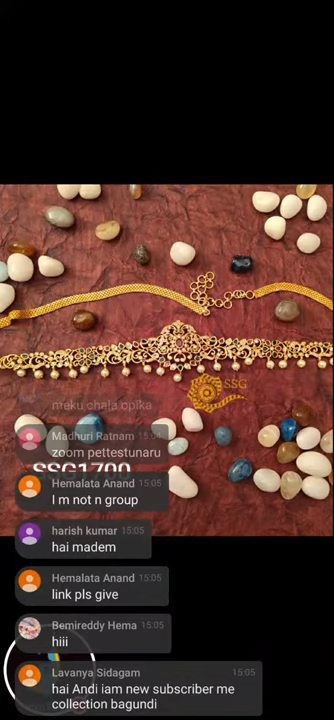 SSG
maku chala opika
Madhuri Ratnam 15:04
zoom pettestunaru
SSG1700
Hemalata Anand 15:05
I m not n group
harish kumar 15:05
hai madem
Hemalata Anand 15:05
link pls give
Bemireddy Hema 15:05
hiii
Lavanya Sidagam 15:05
hai Andi iam new subscriber me
collection bagundi